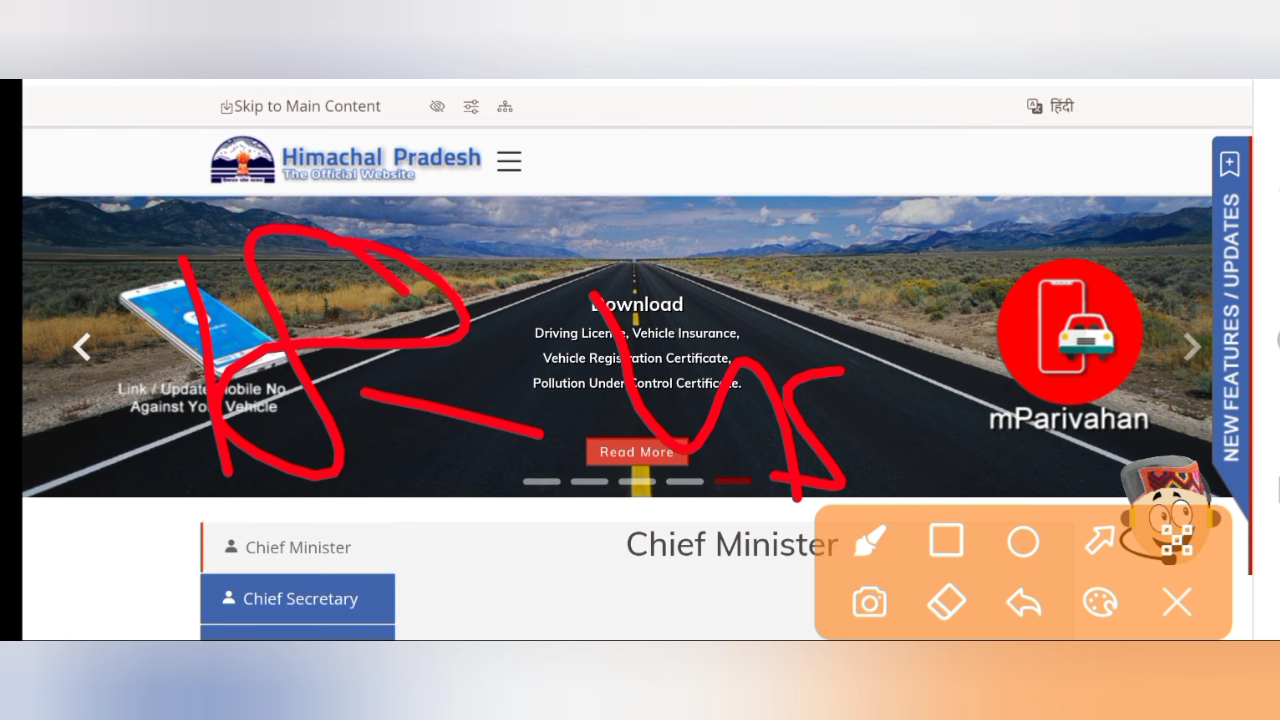 Skip to Main Content
हिंदी
Himachal Pradesh
The Official Website
NEW FEATURES / UPDATES
Download
Driving License, Vehicle Insurance,
Vehicle Registration Certificate,
Pollution Under Control Certificate.
Link / Update Mobile No.
Against Your Vehicle
mParivahan
Read More
Chief Minister
Chief Minister
Chief Secretary